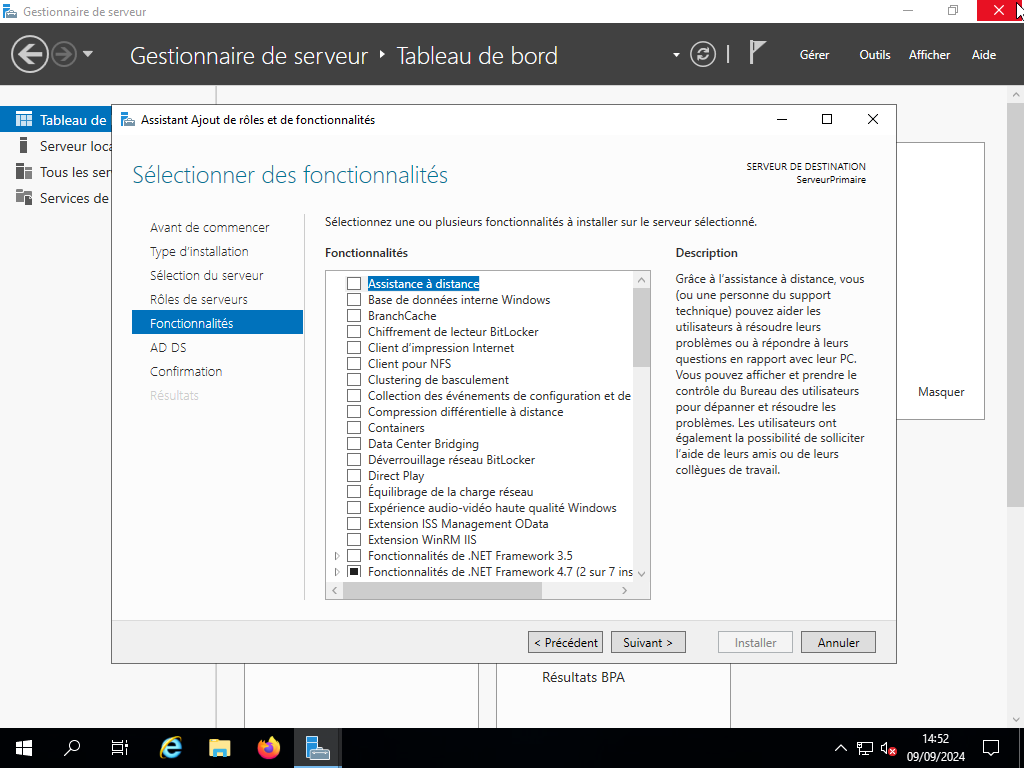 Gestionnaire de serveur
Gestionnaire de serveur ‣ Tableau de bord
Gérer
Outils
Afficher
Aide
Tableau de
Serveur loca
Tous les ser
Services de
Assistant Ajout de rôles et de fonctionnalités
Sélectionner des fonctionnalités
SERVEUR DE DESTINATION
ServeurPrimaire
Avant de commencer
Type d'installation
Sélection du serveur
Rôles de serveurs
Fonctionnalités
AD DS
Confirmation
Résultats
Sélectionnez une ou plusieurs fonctionnalités à installer sur le serveur sélectionné.
Fonctionnalités
Assistance à distance
Base de données interne Windows
BranchCache
Chiffrement de lecteur BitLocker
Client d'impression Internet
Client pour NFS
Clustering de basculement
Collection des événements de configuration et de
Compression différentielle à distance
Containers
Data Center Bridging
Déverrouillage réseau BitLocker
Direct Play
Équilibrage de la charge réseau
Expérience audio-vidéo haute qualité Windows
Extension ISS Management OData
Extension WinRM IIS
Fonctionnalités de .NET Framework 3.5
Fonctionnalités de .NET Framework 4.7 (2 sur 7 ins
Description
Grâce à l'assistance à distance, vous
(ou une personne du support
technique) pouvez aider les
utilisateurs à résoudre leurs
problèmes ou à répondre à leurs
questions en rapport avec leur PC.
Vous pouvez afficher et prendre le
contrôle du Bureau des utilisateurs
pour dépanner et résoudre les
problèmes. Les utilisateurs ont
également la possibilité de solliciter
l'aide de leurs amis ou de leurs
collègues de travail.
Masquer
< Précédent
Suivant >
Installer
Annuler
Résultats BPA
14:52
09/09/2024